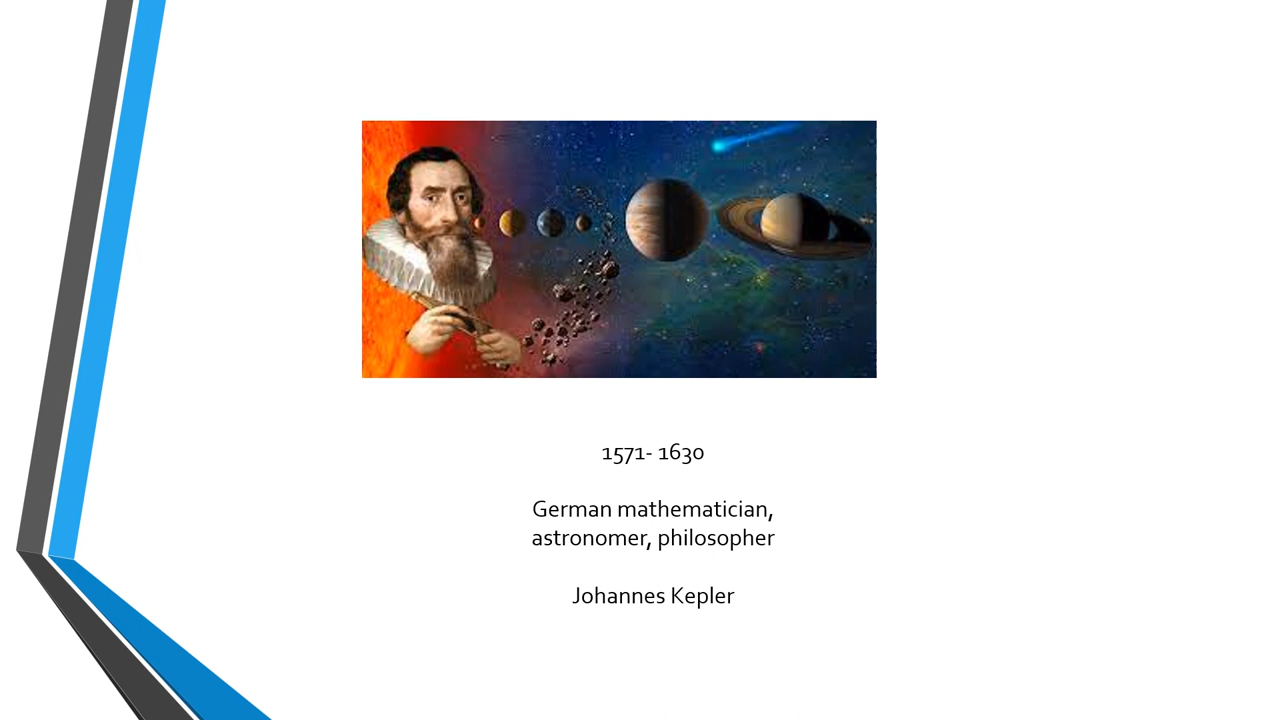 1571- 1630
German mathematician,
astronomer, philosopher
Johannes Kepler